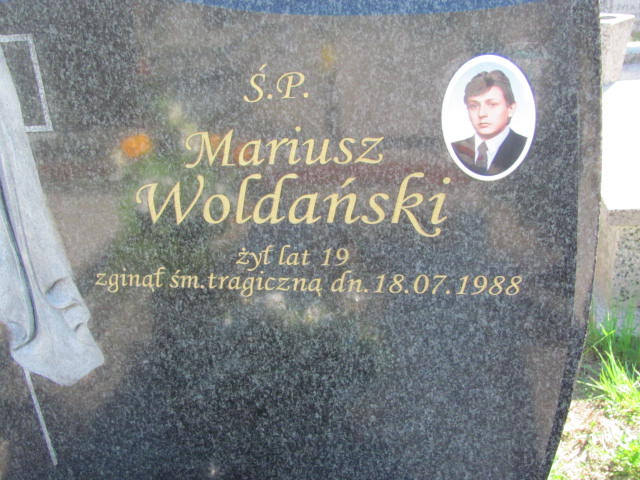 Ś.P.
Mariusz
Woldański
żył lat 19
zginął śm.tragiczną dn.18.07.1988